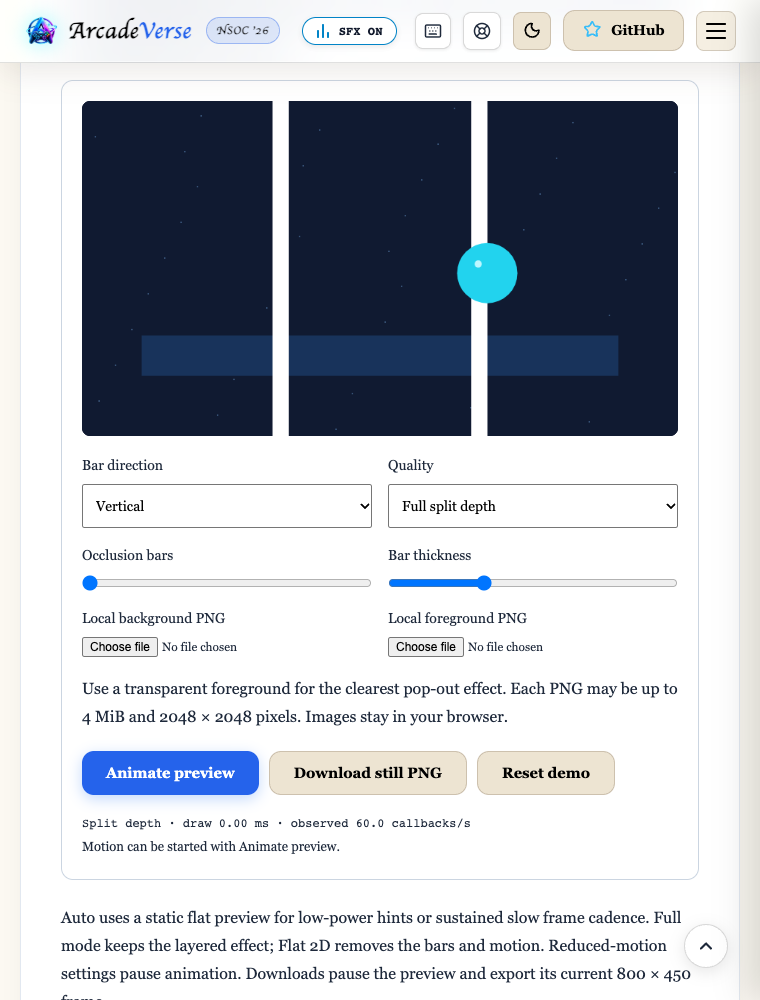 ArcadeVerse NSOC '26 SFX ON GitHub
Bar direction Quality
Vertical Full split depth
Occlusion bars Bar thickness
Local background PNG Local foreground PNG
Choose file No file chosen Choose file No file chosen
Use a transparent foreground for the clearest pop-out effect. Each PNG may be up to
4 MiB and 2048 × 2048 pixels. Images stay in your browser.
Animate preview Download still PNG Reset demo
Split depth · draw 0.00 ms · observed 60.0 callbacks/s
Motion can be started with Animate preview.
Auto uses a static flat preview for low-power hints or sustained slow frame cadence. Full
mode keeps the layered effect; Flat 2D removes the bars and motion. Reduced-motion
settings pause animation. Downloads pause the preview and export its current 800 × 450
frame.